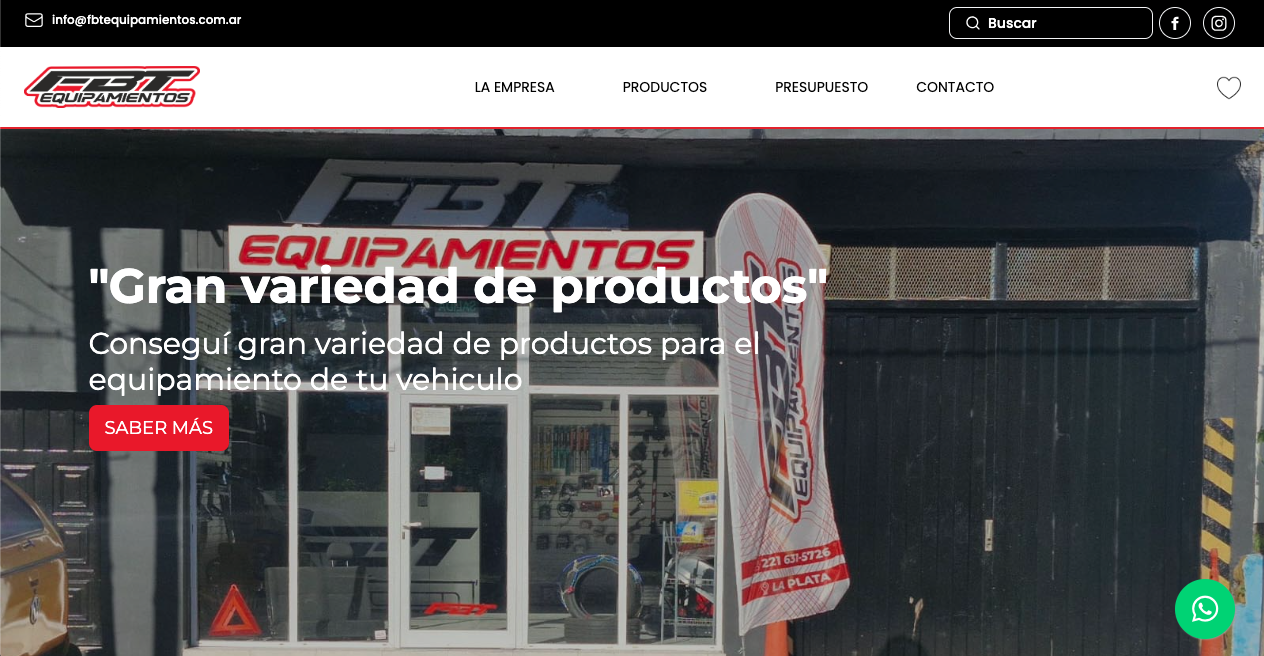 info@fbtequipamientos.com.ar
Buscar
FBT
EQUIPAMIENTOS
LA EMPRESA
PRODUCTOS
PRESUPUESTO
CONTACTO
FBT
EQUIPAMIENTOS
"Gran variedad de productos"
Conseguí gran variedad de productos para el
equipamiento de tu vehiculo
SABER MÁS
FBT
EQUIPAMIENTOS
221 631-5726
LA PLATA
FBT
FBT